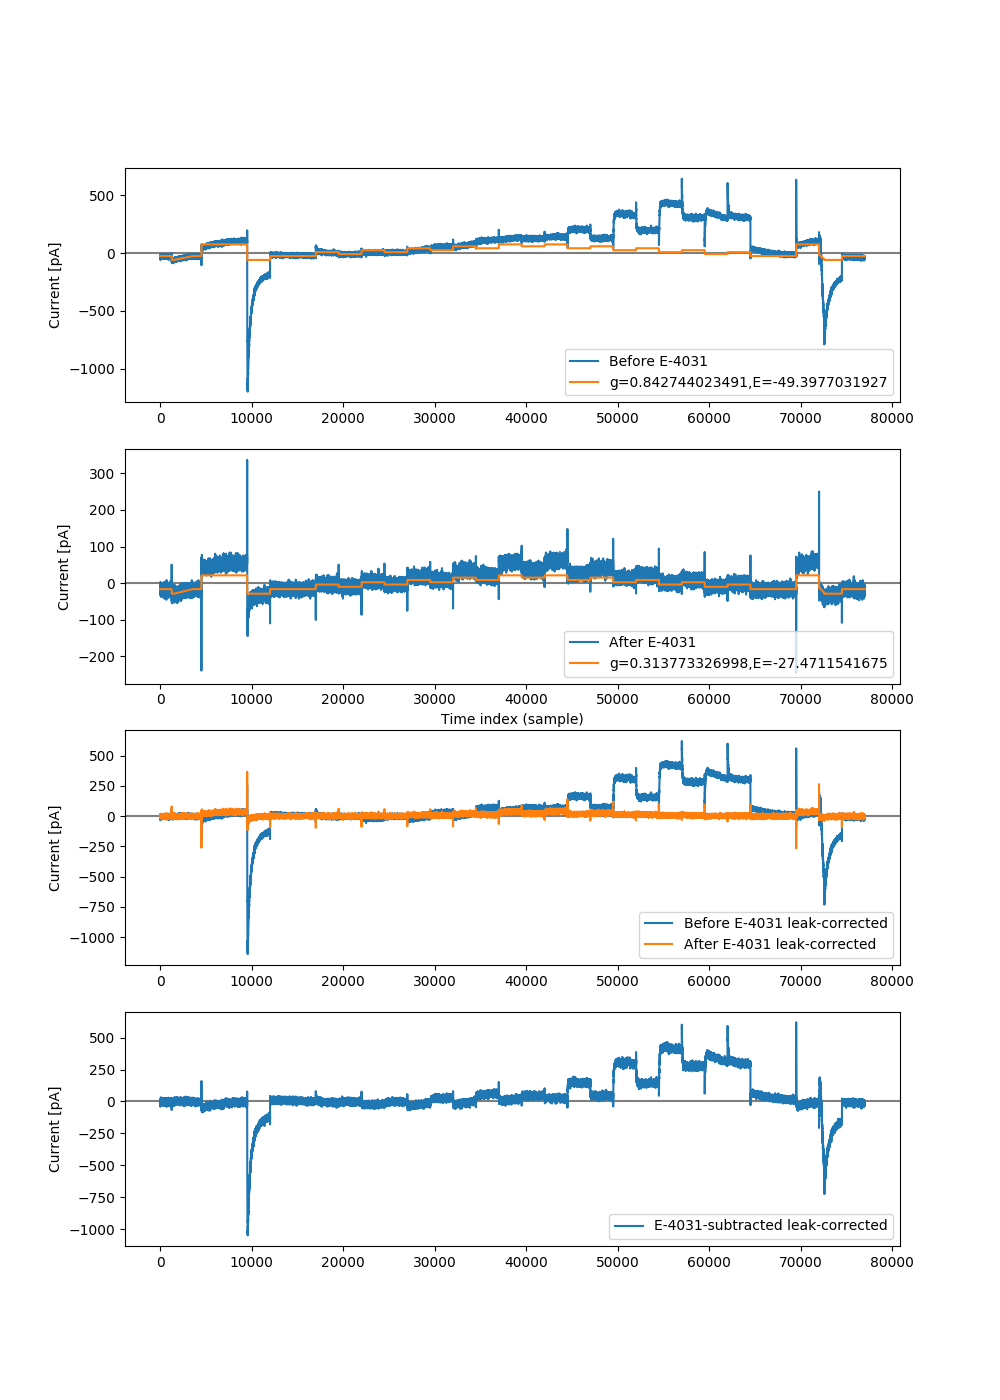 500
0
−500
−1000
Current [pA]
Before E-4031
g=0.842744023491,E=-49.3977031927
0 10000 20000 30000 40000 50000 60000 70000 80000
300
200
100
0
−100
−200
Current [pA]
After E-4031
g=0.313773326998,E=-27.4711541675
0 10000 20000 30000 40000 50000 60000 70000 80000
Time index (sample)
500
250
0
−250
−500
−750
−1000
Current [pA]
Before E-4031 leak-corrected
After E-4031 leak-corrected
0 10000 20000 30000 40000 50000 60000 70000 80000
500
250
0
−250
−500
−750
−1000
Current [pA]
E-4031-subtracted leak-corrected
0 10000 20000 30000 40000 50000 60000 70000 80000